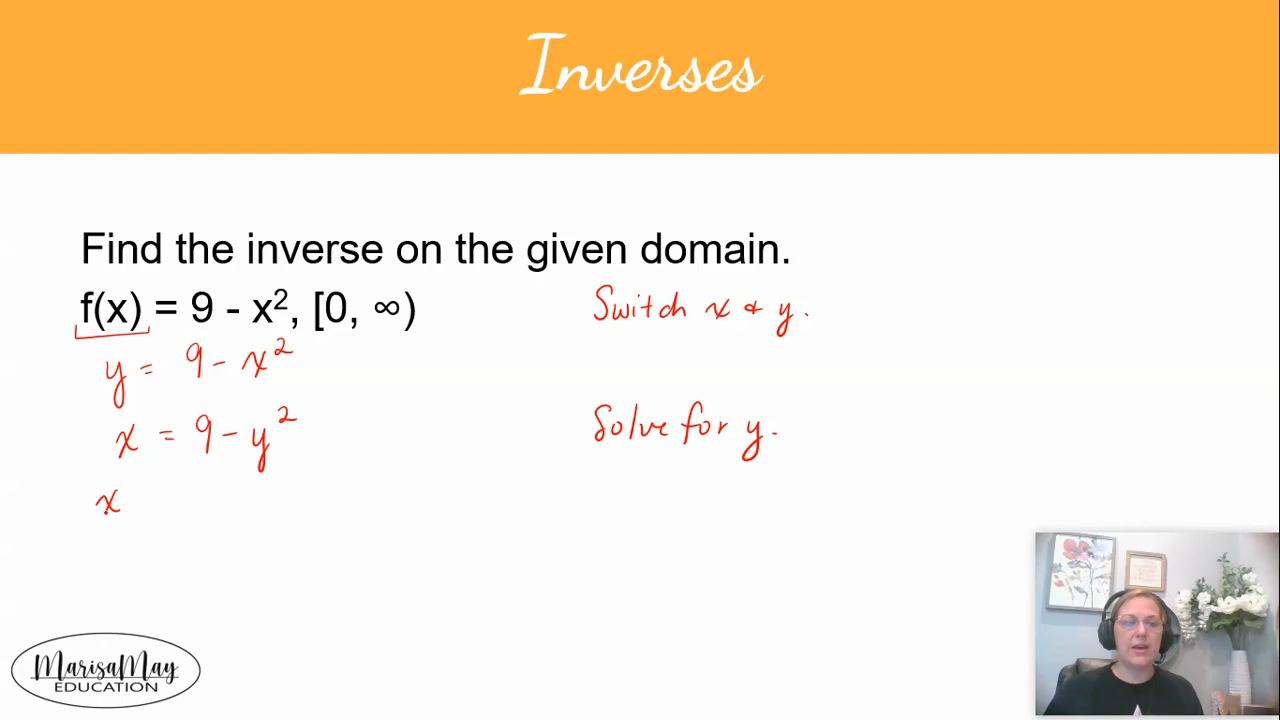 Inverses
Find the inverse on the given domain.
f(x) = 9 - x², [0, ∞)
Switch x & y.
y = 9 - x²
x = 9 - y²
Solve for y.
x
MarisaMay
EDUCATION